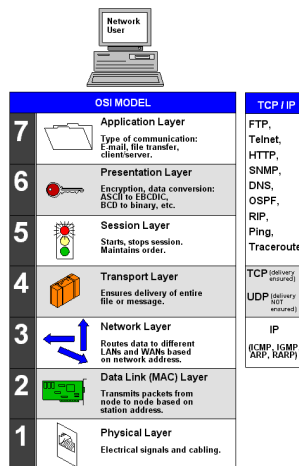 Network
User
OSI MODEL
7
Application Layer
Type of communication:
E-mail, file transfer,
client/server.
6
Presentation Layer
Encryption, data conversion:
ASCII to EBCDIC,
BCD to binary, etc.
5
Session Layer
Starts, stops session.
Maintains order.
4
Transport Layer
Ensures delivery of entire
file or message.
3
Network Layer
Routes data to different
LANs and WANs based
on network address.
2
Data Link (MAC) Layer
Transmits packets from
node to node based on
station address.
1
Physical Layer
Electrical signals and cabling.
TCP / IP
FTP,
Telnet,
HTTP,
SNMP,
DNS,
OSPF,
RIP,
Ping,
Traceroute
TCP (delivery
ensured)
UDP (delivery
NOT
ensured)
IP
(ICMP, IGMP,
ARP, RARP)